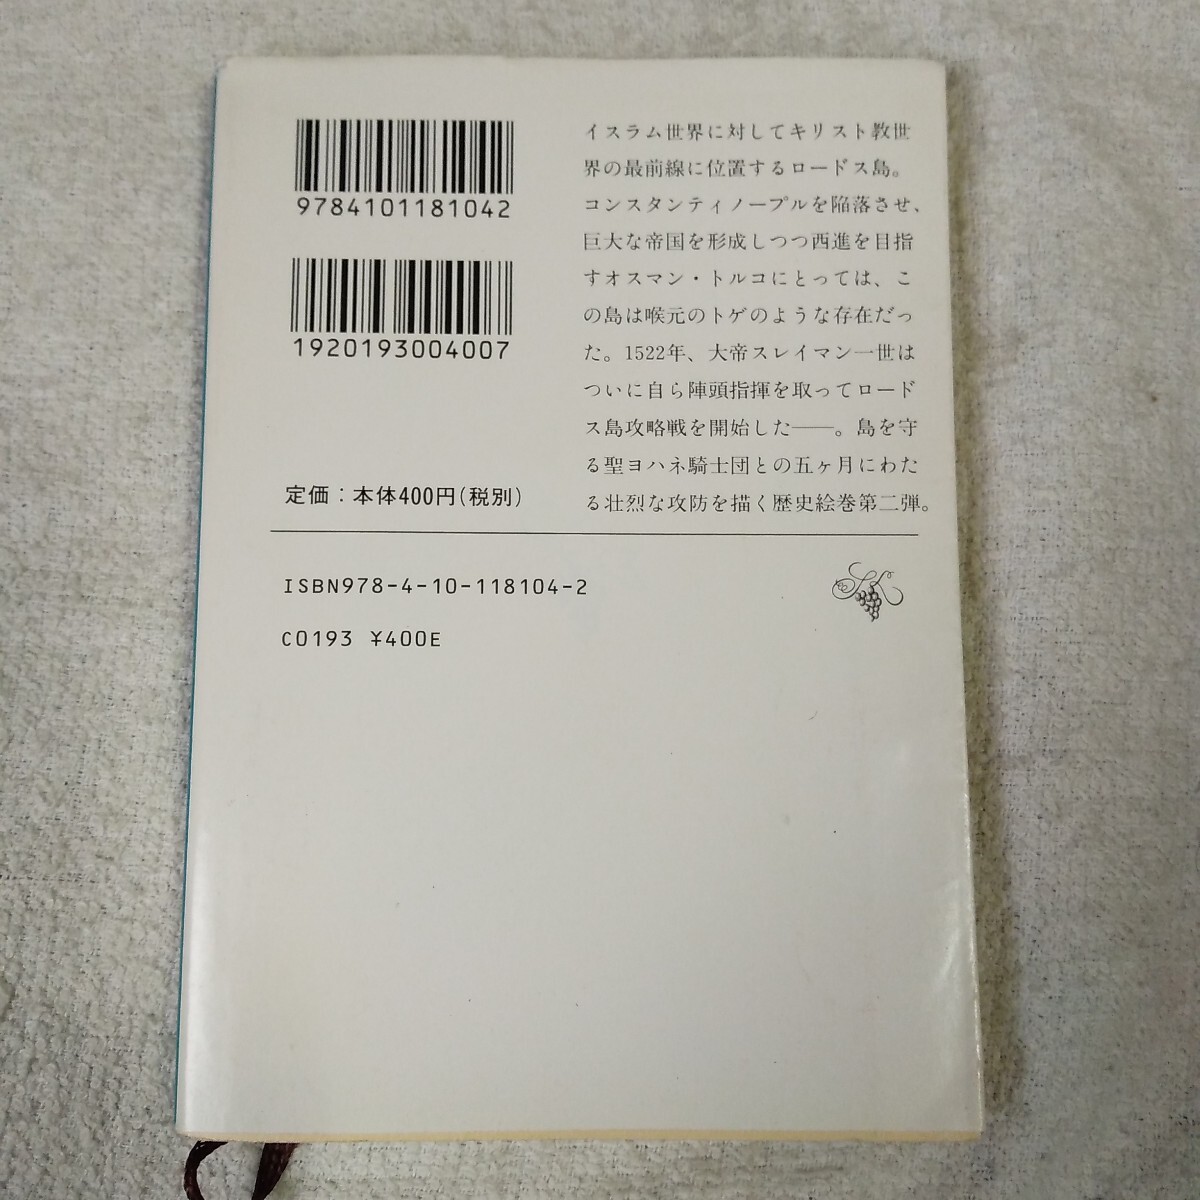 9784101181042
1920193004007
定価：本体400円（税別）
イスラム世界に対してキリスト教世
界の最前線に位置するロードス島。
コンスタンティノープルを陥落させ、
巨大な帝国を形成しつつ西進を目指
すオスマン・トルコにとっては、こ
の島は喉元のトゲのような存在だっ
た。1522年、大帝スレイマン一世は
ついに自ら陣頭指揮を取ってロード
ス島攻略戦を開始した――。島を守
る聖ヨハネ騎士団との五ヶ月にわた
る壮烈な攻防を描く歴史絵巻第二弾。
ISBN978-4-10-118104-2
C0193 ¥400E